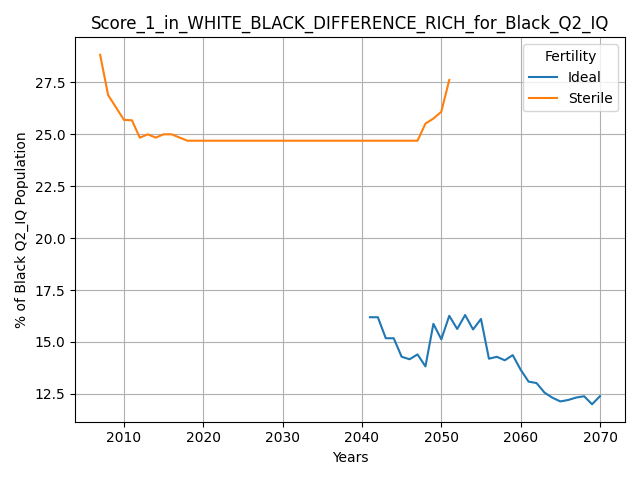 Score_1_in_WHITE_BLACK_DIFFERENCE_RICH_for_Black_Q2_IQ
Fertility
Ideal
Sterile
% of Black Q2_IQ Population
27.5
25.0
22.5
20.0
17.5
15.0
12.5
2010
2020
2030
2040
2050
2060
2070
Years